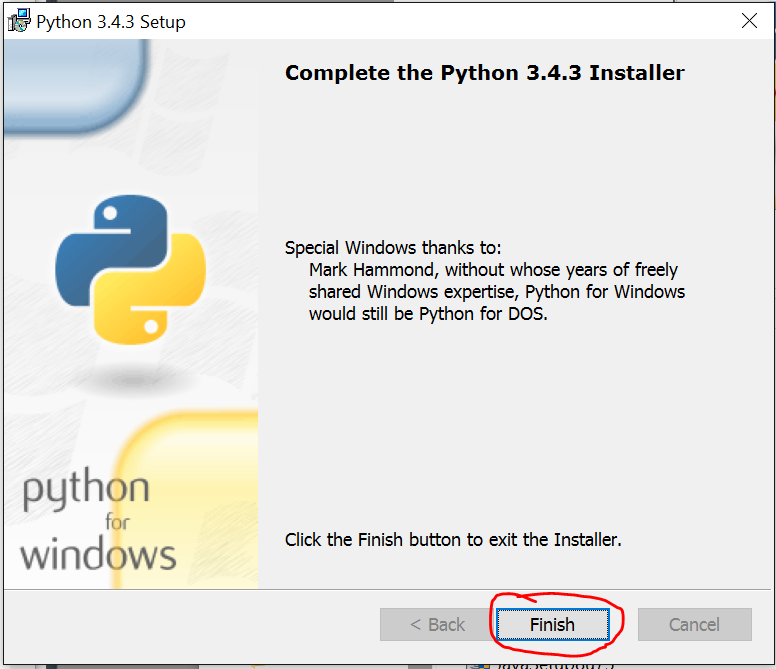 Python 3.4.3 Setup
Complete the Python 3.4.3 Installer
Special Windows thanks to:
Mark Hammond, without whose years of freely
shared Windows expertise, Python for Windows
would still be Python for DOS.
python
for
windows
Click the Finish button to exit the Installer.
< Back
Finish
Cancel